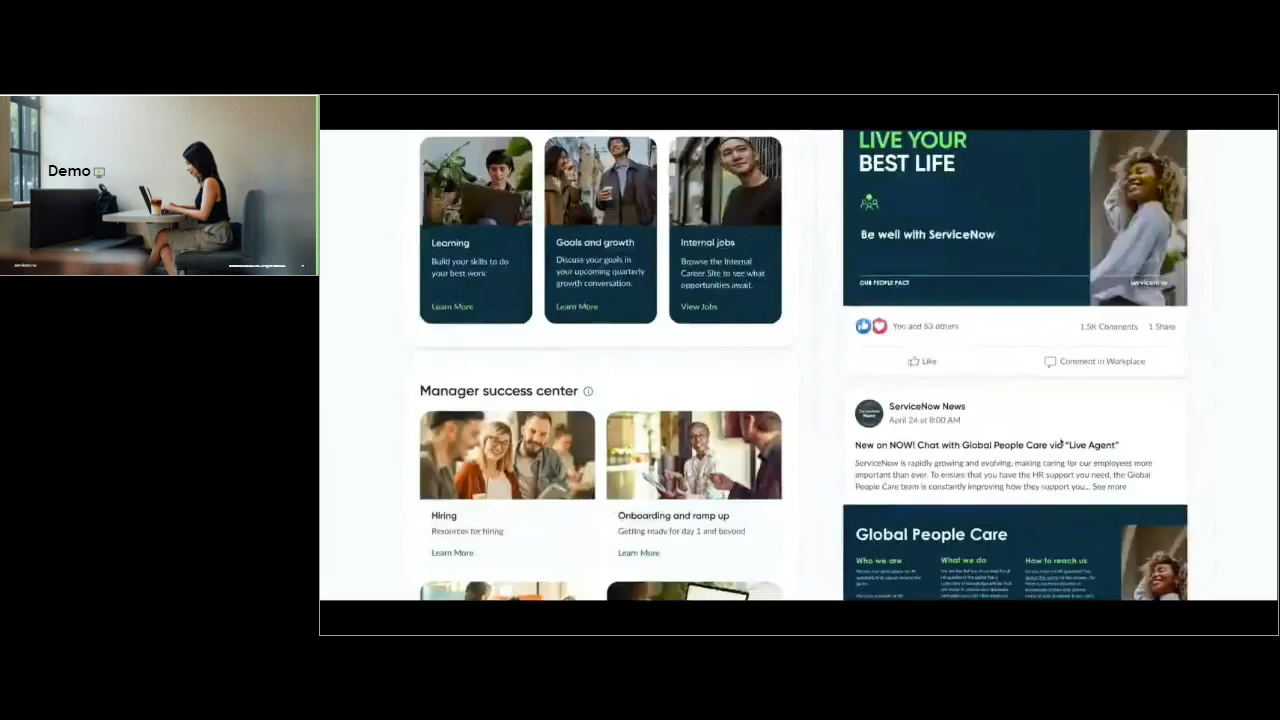 Demo
servicenow
Learning
Build your skills to do
your best work.
Learn More
Goals and growth
Discuss your goals in
your upcoming quarterly
growth conversation.
Learn More
Internal jobs
Browse the Internal
Career Site to see what
opportunities await.
View Jobs
Manager success center
Hiring
Resources for hiring.
Learn More
Onboarding and ramp up
Getting ready for day 1 and beyond
Learn More
LIVE YOUR
BEST LIFE
Be well with ServiceNow
OUR PEOPLE PACT
servicenow
You and 53 others
1.5K Comments 1 Share
Like
Comment in Workplace
ServiceNow News
April 24 at 8:00 AM
New on NOW! Chat with Global People Care via "Live Agent"
ServiceNow is rapidly growing and evolving, making caring for our employees more
important than ever. To ensure that you have the HR support you need, the Global
People Care team is constantly improving how they support you... See more
Global People Care
Who we are
What we do
How to reach us